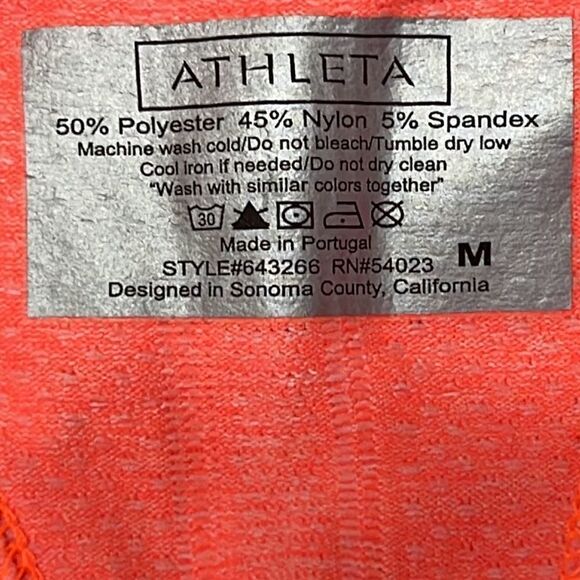 ATHLETA
50% Polyester 45% Nylon 5% Spandex
Machine wash cold/Do not bleach/Tumble dry low
Cool iron if needed/Do not dry clean
"Wash with similar colors together"
30
Made in Portugal
STYLE#643266 RN#54023 M
Designed in Sonoma County, California